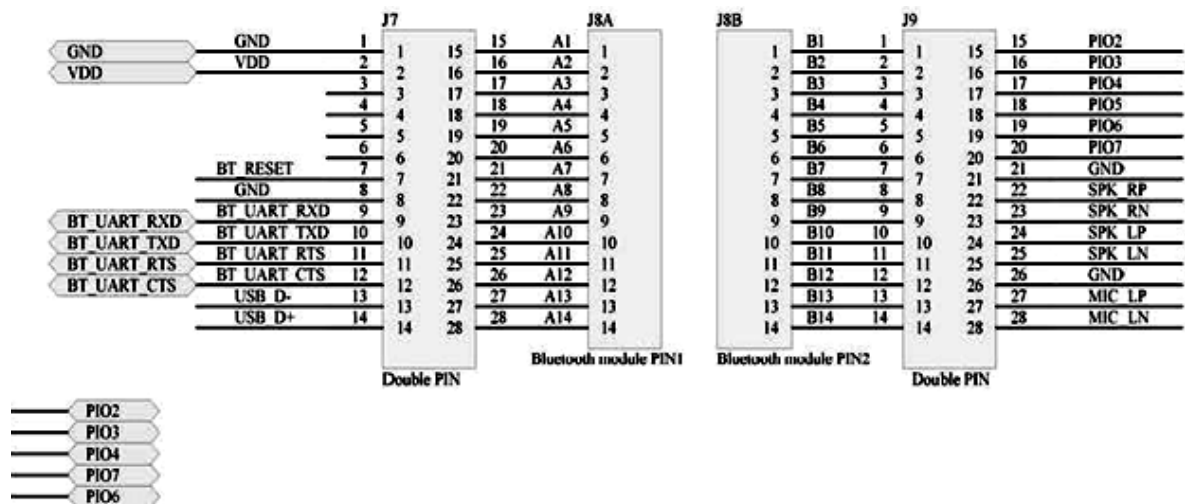 J7 J8A J8B J9
GND GND 1 1 15 15 A1 1 1 B1 1 1 15 15 PIO2
VDD VDD 2 2 16 16 A2 2 2 B2 2 2 16 16 PIO3
3 3 17 17 A3 3 3 B3 3 3 17 17 PIO4
4 4 18 18 A4 4 4 B4 4 4 18 18 PIO5
5 5 19 19 A5 5 5 B5 5 5 19 19 PIO6
6 6 20 20 A6 6 6 B6 6 6 20 20 PIO7
BT_RESET 7 7 21 21 A7 7 7 B7 7 7 21 21 GND
GND 8 8 22 22 A8 8 8 B8 8 8 22 22 SPK_RP
BT_UART_RXD BT_UART_RXD 9 9 23 23 A9 9 9 B9 9 9 23 23 SPK_RN
BT_UART_TXD BT_UART_TXD 10 10 24 24 A10 10 10 B10 10 10 24 24 SPK_LP
BT_UART_RTS BT_UART_RTS 11 11 25 25 A11 11 11 B11 11 11 25 25 SPK_LN
BT_UART_CTS BT_UART_CTS 12 12 26 26 A12 12 12 B12 12 12 26 26 GND
USB_D- 13 13 27 27 A13 13 13 B13 13 13 27 27 MIC_LP
USB_D+ 14 14 28 28 A14 14 14 B14 14 14 28 28 MIC_LN
Bluetooth module PIN1 Bluetooth module PIN2
Double PIN Double PIN
PIO2
PIO3
PIO4
PIO7
PIO6